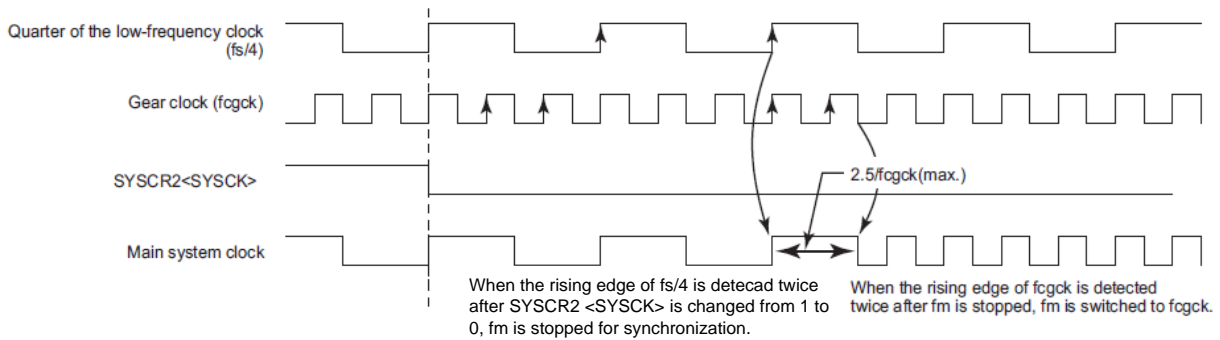 Quarter of the low-frequency clock
(fs/4)
Gear clock (fcgck)
SYSCR2<SYSCK>
2.5/fcgck(max.)
Main system clock
When the rising edge of fs/4 is detecad twice
after SYSCR2 <SYSCK> is changed from 1 to
0, fm is stopped for synchronization.
When the rising edge of fcgck is detected
twice after fm is stopped, fm is switched to fcgck.